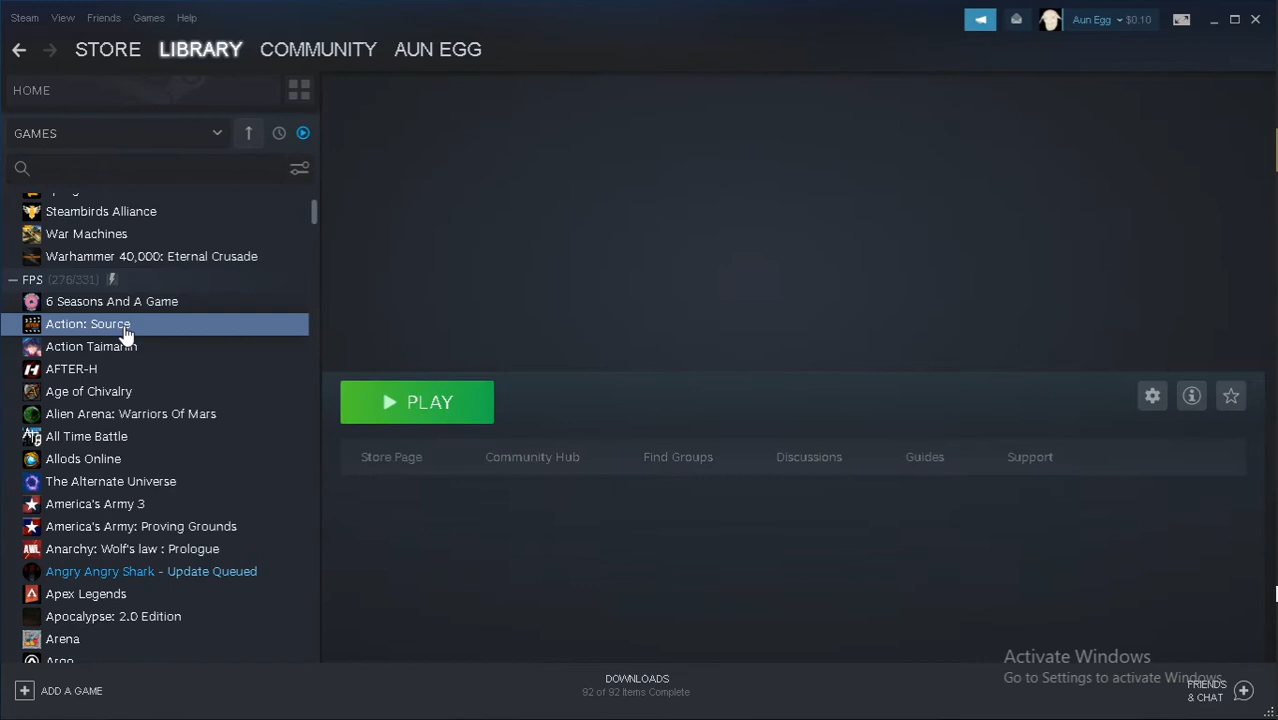 Steam View Friends Games Help
Aun Egg $0.10
STORE LIBRARY COMMUNITY AUN EGG
HOME
GAMES
Steambirds Alliance
War Machines
Warhammer 40,000: Eternal Crusade
FPS (276/331)
6 Seasons And A Game
Action: Source
Action Taimanin
AFTER-H
Age of Chivalry
Alien Arena: Warriors Of Mars
All Time Battle
Allods Online
The Alternate Universe
America's Army 3
America's Army: Proving Grounds
Anarchy: Wolf's law : Prologue
Angry Angry Shark - Update Queued
Apex Legends
Apocalypse: 2.0 Edition
Arena
Argo
PLAY
Store Page Community Hub Find Groups Discussions Guides Support
Activate Windows
Go to Settings to activate Windows.
ADD A GAME
DOWNLOADS
92 of 92 Items Complete
FRIENDS
& CHAT